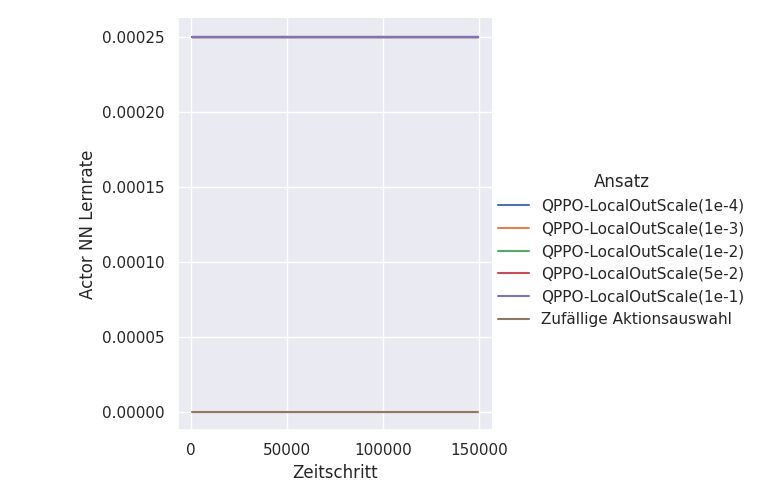 0.00025
0.00020
0.00015
0.00010
0.00005
0.00000
Actor NN Lernrate
0 50000 100000 150000
Zeitschritt
Ansatz
QPPO-LocalOutScale(1e-4)
QPPO-LocalOutScale(1e-3)
QPPO-LocalOutScale(1e-2)
QPPO-LocalOutScale(5e-2)
QPPO-LocalOutScale(1e-1)
Zufällige Aktionsauswahl